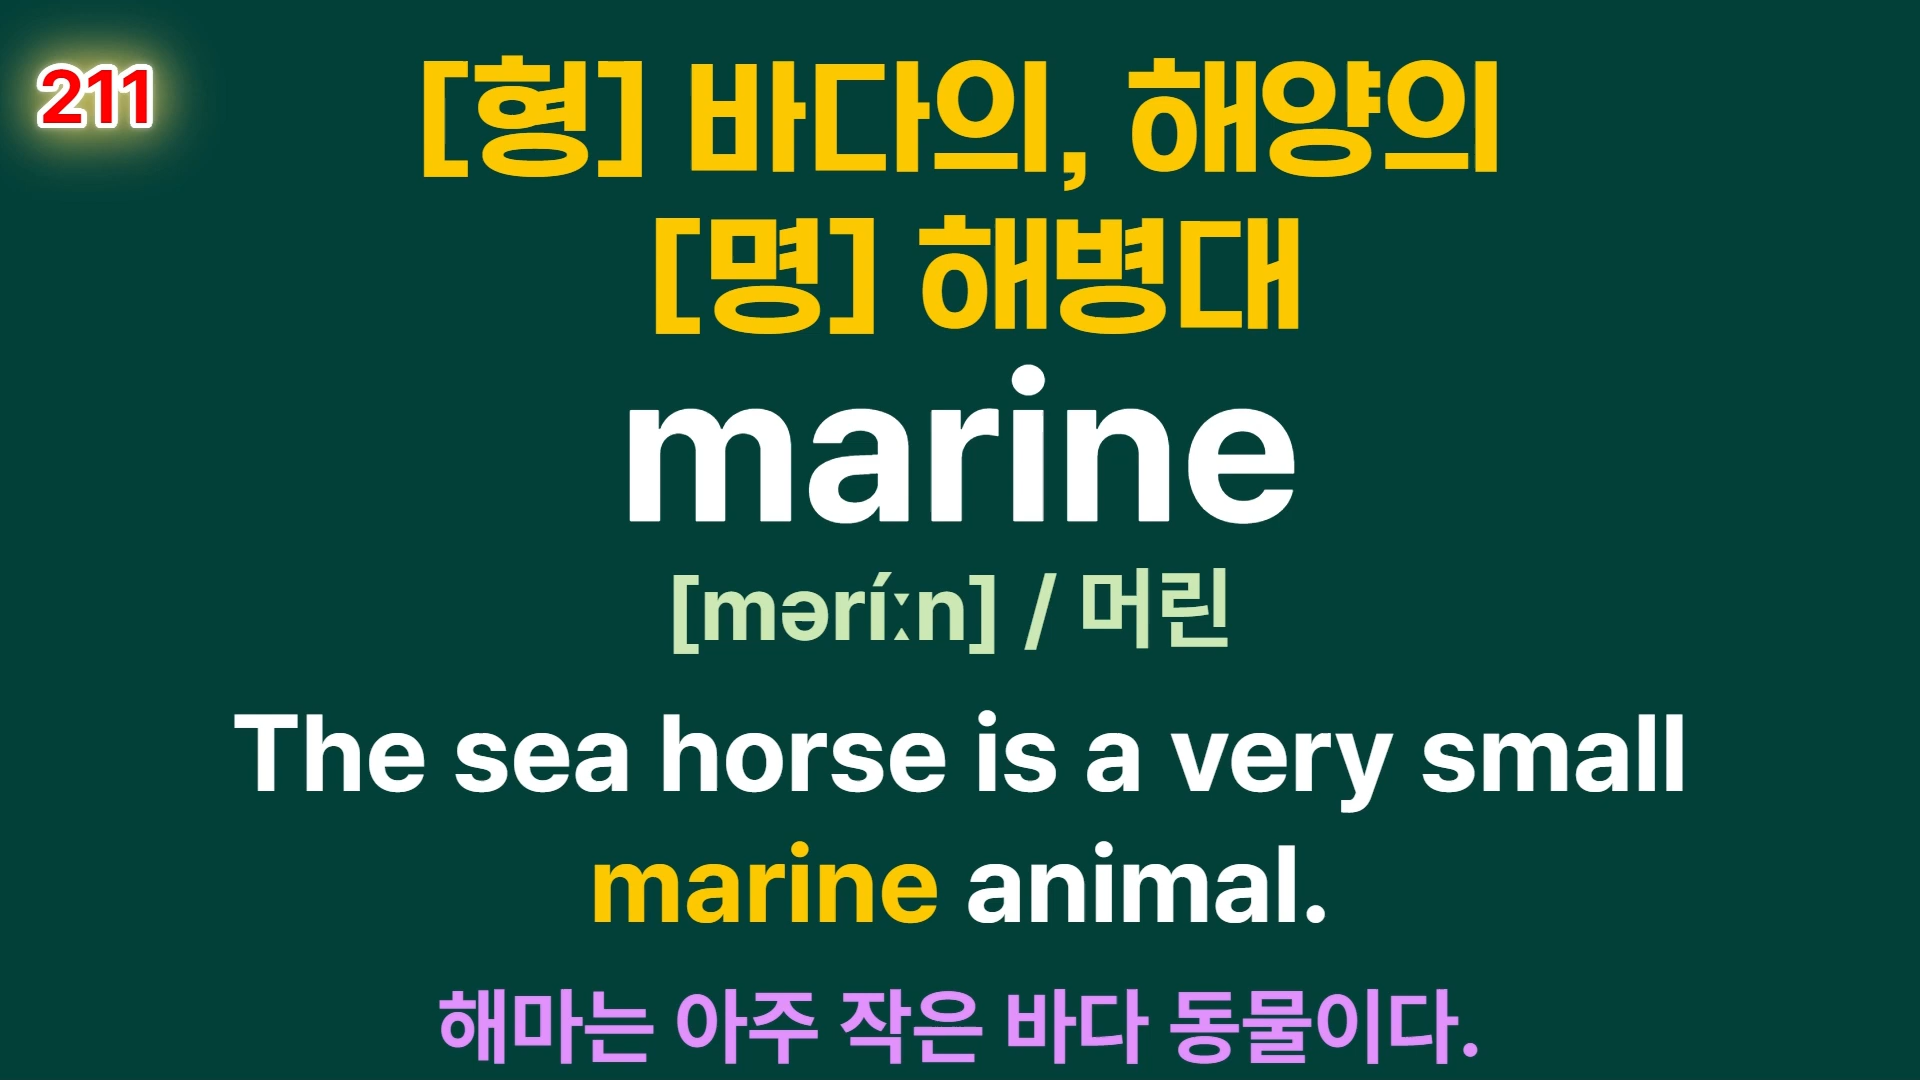 211
[형] 바다의, 해양의
[명] 해병대
marine
[məríːn] / 머린
The sea horse is a very small
marine animal.
해마는 아주 작은 바다 동물이다.